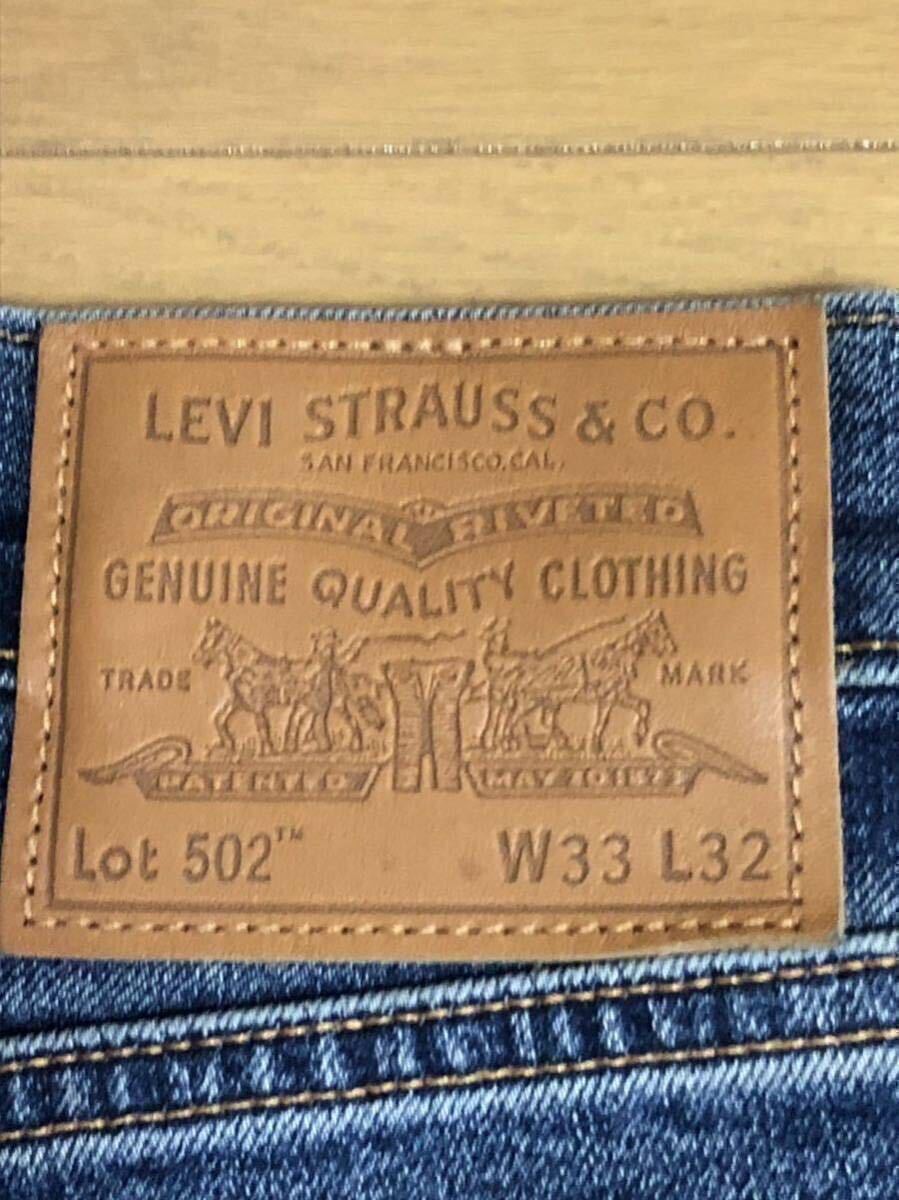 LEVI STRAUSS & CO.
SAN FRANCISCO, CAL.
ORIGINAL RIVETED
GENUINE QUALITY CLOTHING
TRADE MARK
PATENTED MAY 20 1873
Lot 502™ W33 L32